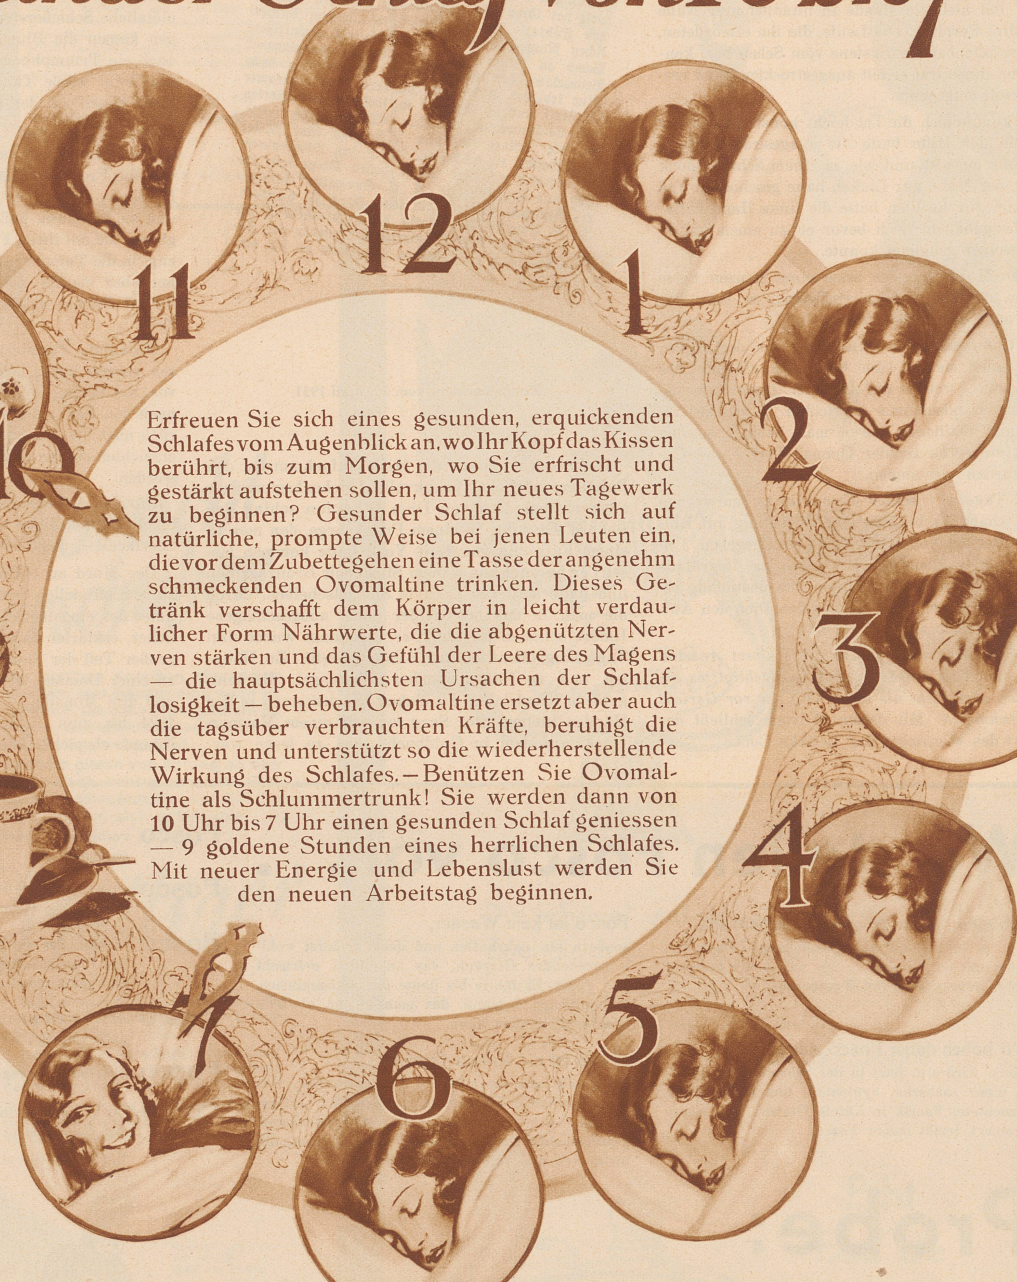 Schlaf von 10 bis 7
12
11
1
2
10
3
4
5
7
6
Erfreuen Sie sich eines gesunden, erquickenden
Schlafes vom Augenblick an, wo Ihr Kopf das Kissen
berührt, bis zum Morgen, wo Sie erfrischt und
gestärkt aufstehen sollen, um Ihr neues Tagewerk
zu beginnen? Gesunder Schlaf stellt sich auf
natürliche, prompte Weise bei jenen Leuten ein,
die vor dem Zubettegehen eine Tasse der angenehm
schmeckenden Ovomaltine trinken. Dieses Ge-
tränk verschafft dem Körper in leicht verdau-
licher Form Nährwerte, die die abgenützten Ner-
ven stärken und das Gefühl der Leere des Magens
— die hauptsächlichsten Ursachen der Schlaf-
losigkeit — beheben. Ovomaltine ersetzt aber auch
die tagsüber verbrauchten Kräfte, beruhigt die
Nerven und unterstützt so die wiederherstellende
Wirkung des Schlafes. — Benützen Sie Ovomal-
tine als Schlummertrunk! Sie werden dann von
10 Uhr bis 7 Uhr einen gesunden Schlaf geniessen
— 9 goldene Stunden eines herrlichen Schlafes.
Mit neuer Energie und Lebenslust werden Sie
den neuen Arbeitstag beginnen.